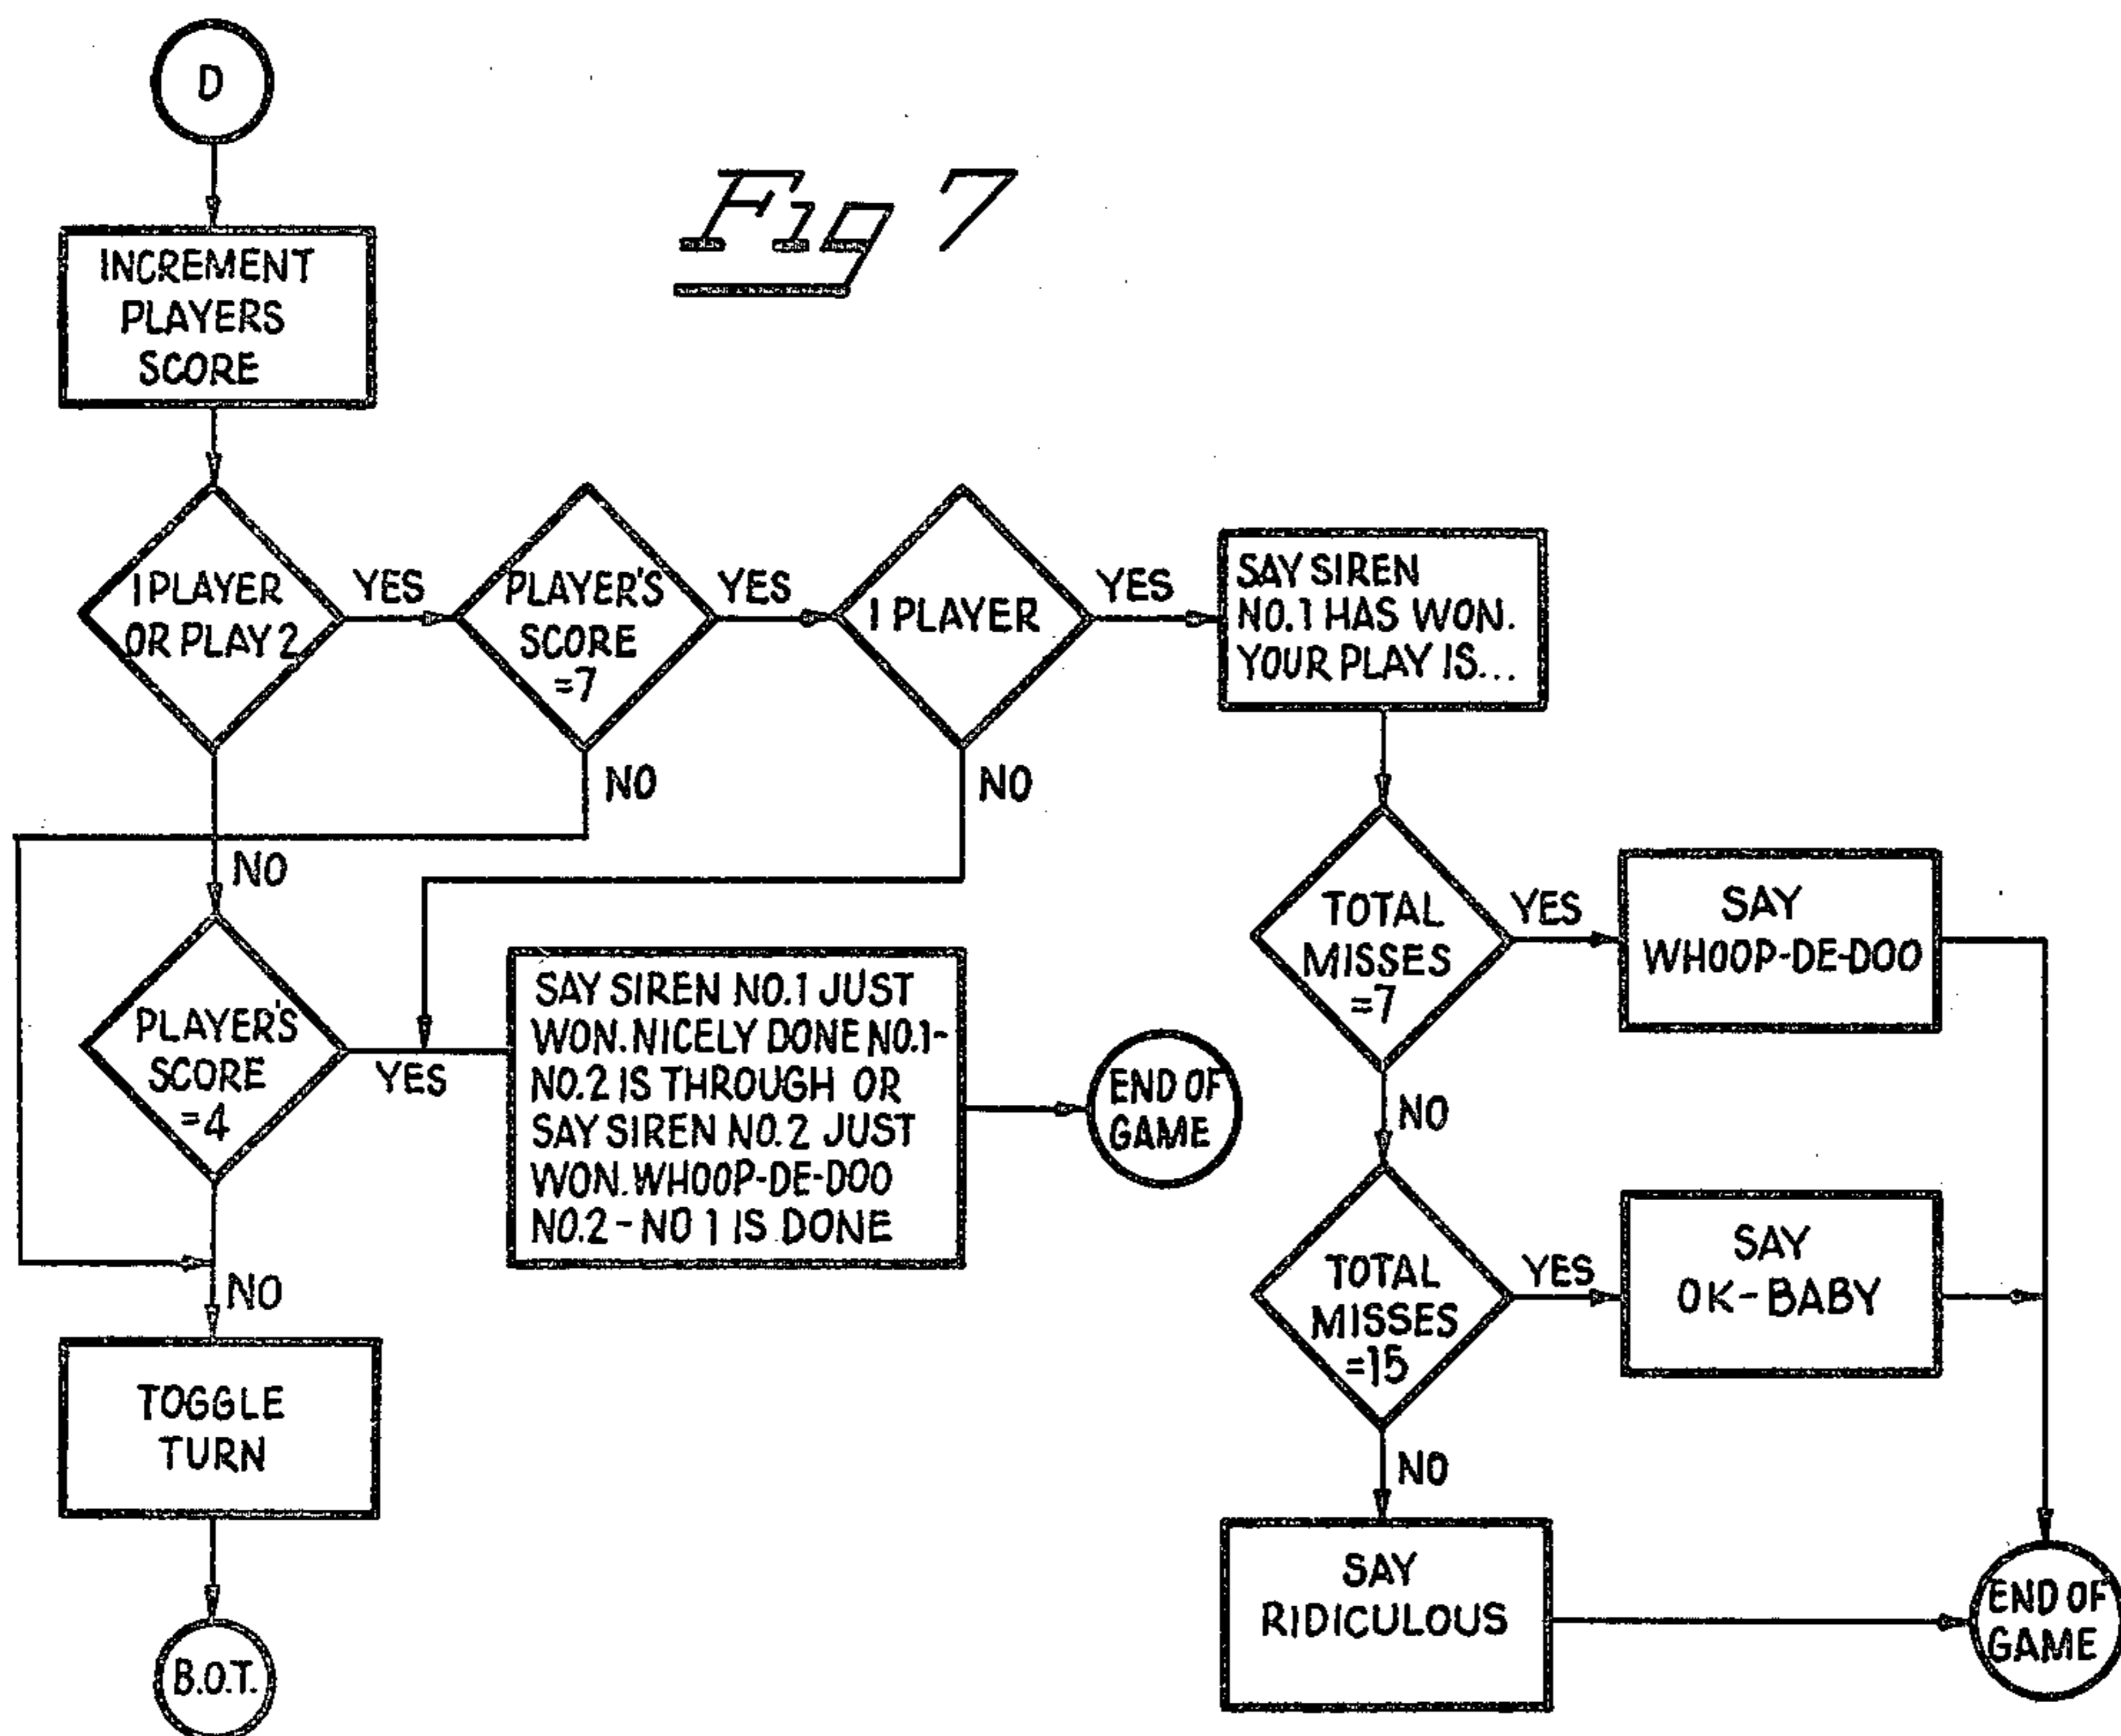 D
Fig 7
INCREMENT
PLAYERS
SCORE
1 PLAYER
OR PLAY 2
YES
NO
PLAYER'S
SCORE
=7
YES
NO
1 PLAYER
YES
NO
SAY SIREN
NO.1 HAS WON.
YOUR PLAY IS...
TOTAL
MISSES
=7
YES
NO
SAY
WHOOP-DE-DOO
PLAYER'S
SCORE
=4
YES
NO
SAY SIREN NO.1 JUST
WON. NICELY DONE NO.1-
NO.2 IS THROUGH OR
SAY SIREN NO.2 JUST
WON. WHOOP-DE-DOO
NO.2 - NO 1 IS DONE
END OF
GAME
TOTAL
MISSES
=15
YES
NO
SAY
OK-BABY
TOGGLE
TURN
SAY
RIDICULOUS
END OF
GAME
B.O.T.